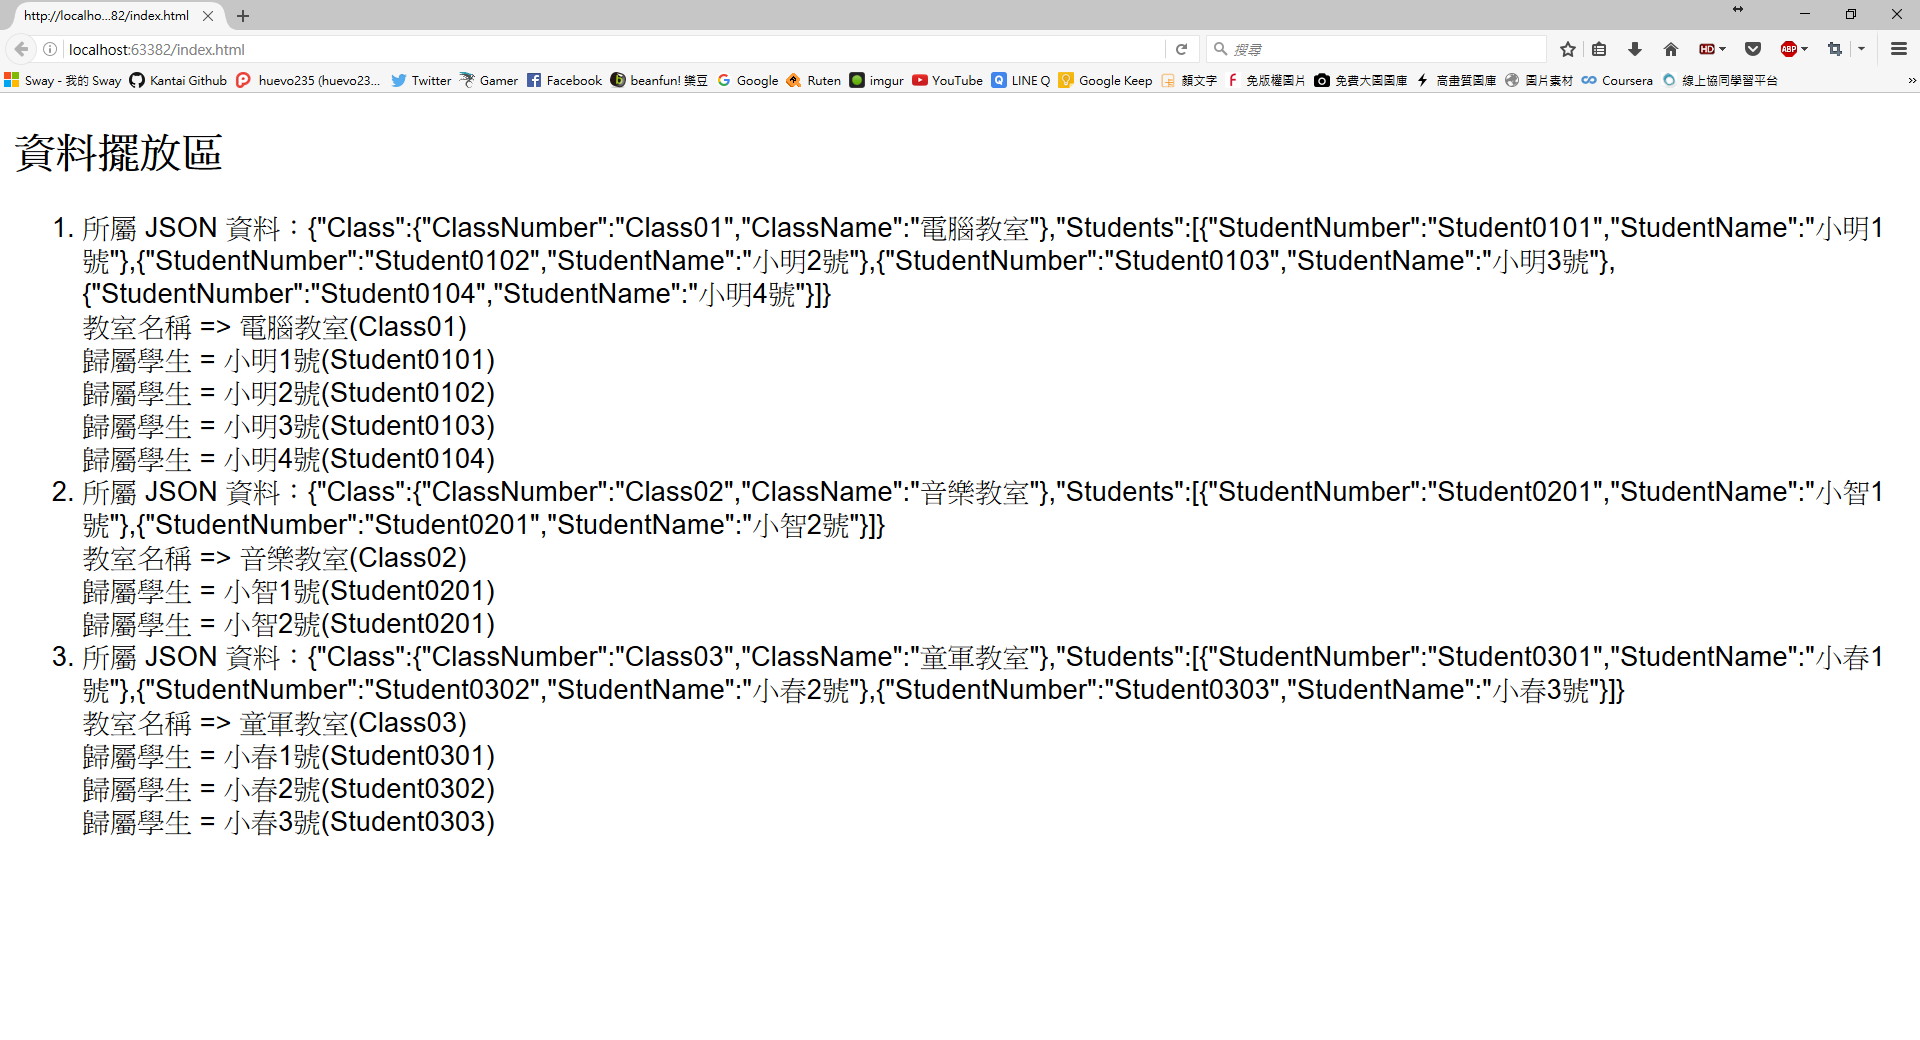 http://localho...82/index.html
localhost:63382/index.html
搜尋
HD
ABP
Sway - 我的 Sway
Kantai Github
huevo235 (huevo23...
Twitter
Gamer
Facebook
beanfun! 樂豆
Google
Ruten
imgur
YouTube
LINE Q
Google Keep
顏文字
免版權圖片
免費大圖圖庫
高畫質圖庫
圖片素材
Coursera
線上協同學習平台
資料擺放區
1. 所屬 JSON 資料：{"Class":{"ClassNumber":"Class01","ClassName":"電腦教室"},"Students":[{"StudentNumber":"Student0101","StudentName":"小明1
號"},{"StudentNumber":"Student0102","StudentName":"小明2號"},{"StudentNumber":"Student0103","StudentName":"小明3號"},
{"StudentNumber":"Student0104","StudentName":"小明4號"}]}
教室名稱 => 電腦教室(Class01)
歸屬學生 = 小明1號(Student0101)
歸屬學生 = 小明2號(Student0102)
歸屬學生 = 小明3號(Student0103)
歸屬學生 = 小明4號(Student0104)
2. 所屬 JSON 資料：{"Class":{"ClassNumber":"Class02","ClassName":"音樂教室"},"Students":[{"StudentNumber":"Student0201","StudentName":"小智1
號"},{"StudentNumber":"Student0201","StudentName":"小智2號"}]}
教室名稱 => 音樂教室(Class02)
歸屬學生 = 小智1號(Student0201)
歸屬學生 = 小智2號(Student0201)
3. 所屬 JSON 資料：{"Class":{"ClassNumber":"Class03","ClassName":"童軍教室"},"Students":[{"StudentNumber":"Student0301","StudentName":"小春1
號"},{"StudentNumber":"Student0302","StudentName":"小春2號"},{"StudentNumber":"Student0303","StudentName":"小春3號"}]}
教室名稱 => 童軍教室(Class03)
歸屬學生 = 小春1號(Student0301)
歸屬學生 = 小春2號(Student0302)
歸屬學生 = 小春3號(Student0303)